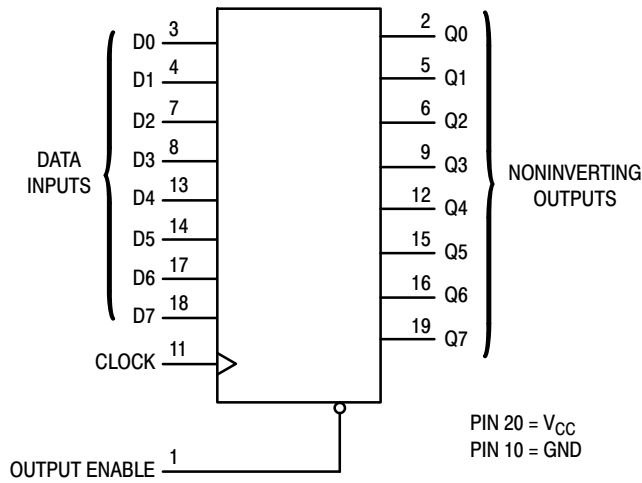 D0 3
D1 4
D2 7
D3 8
D4 13
D5 14
D6 17
D7 18
DATA
INPUTS
CLOCK 11
OUTPUT ENABLE 1
2 Q0
5 Q1
6 Q2
9 Q3
12 Q4
15 Q5
16 Q6
19 Q7
NONINVERTING
OUTPUTS
PIN 20 = VCC
PIN 10 = GND